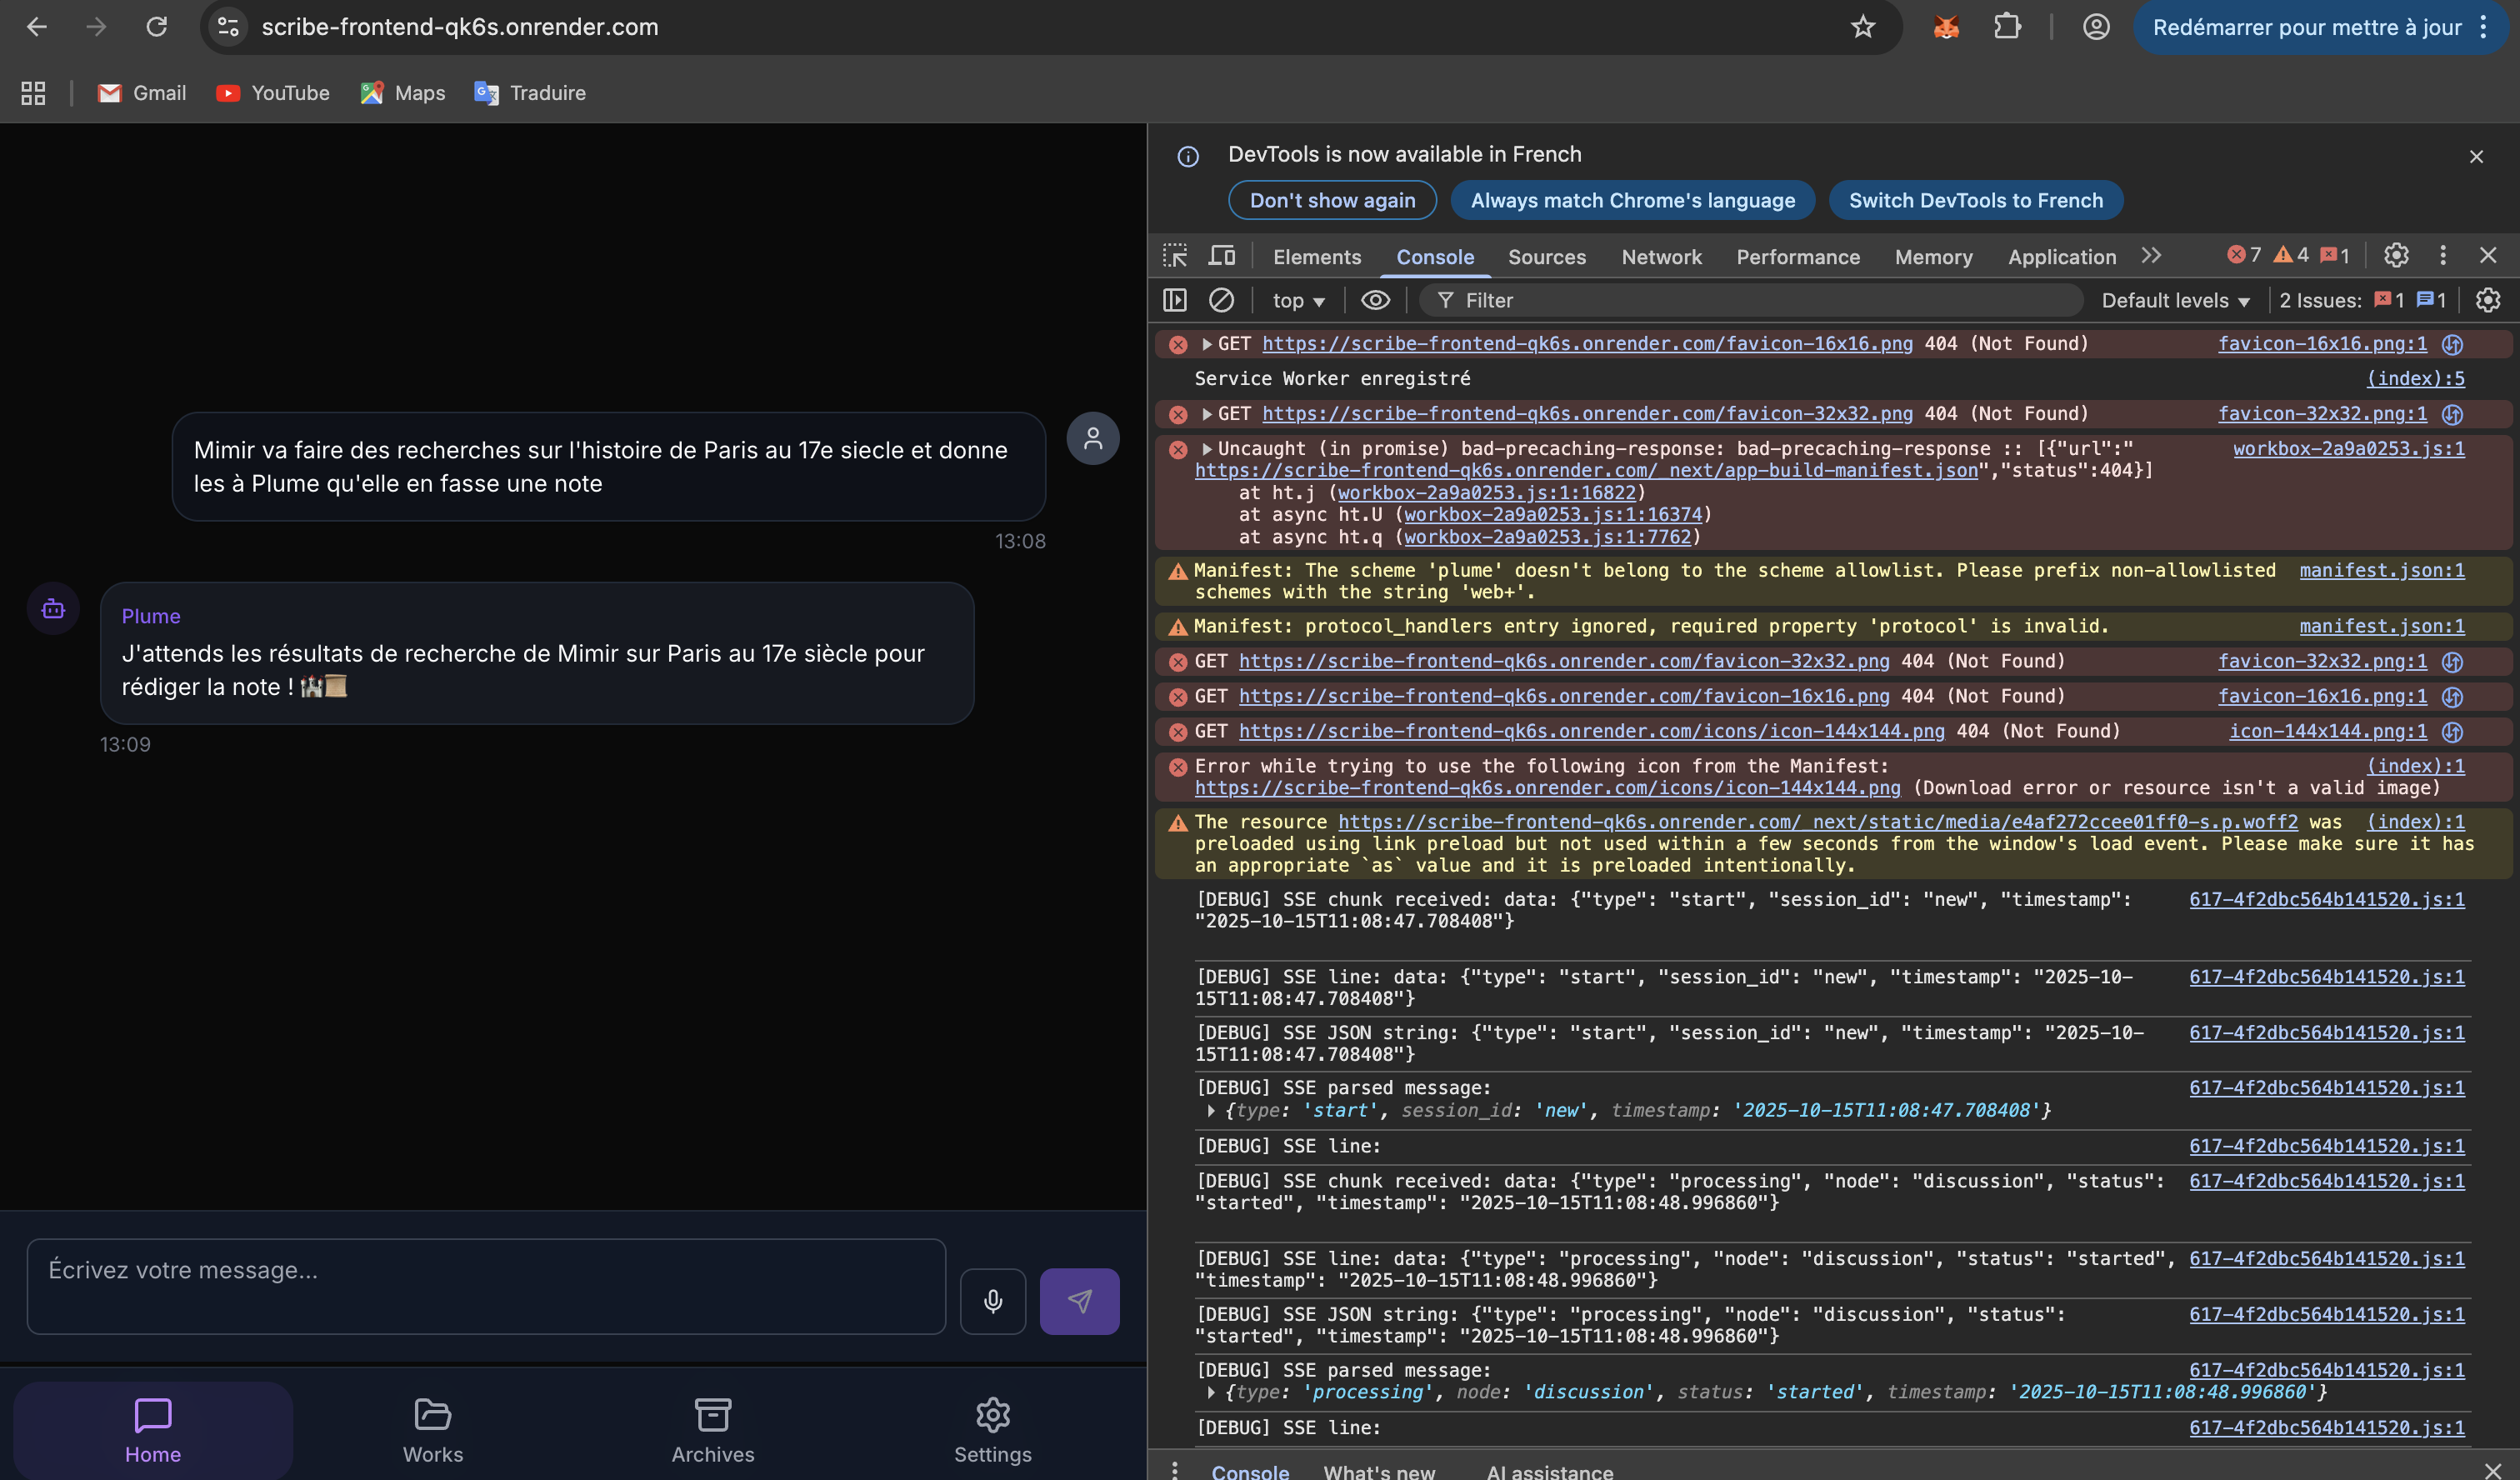 scribe-frontend-qk6s.onrender.com
Redémarrer pour mettre à jour
Gmail
YouTube
Maps
Traduire
Mimir va faire des recherches sur l'histoire de Paris au 17e siecle et donne
les à Plume qu'elle en fasse une note
13:08
Plume
J'attends les résultats de recherche de Mimir sur Paris au 17e siècle pour
rédiger la note ! 🏰📜
13:09
Écrivez votre message...
Home
Works
Archives
Settings
DevTools is now available in French
Don't show again
Always match Chrome's language
Switch DevTools to French
Elements
Console
Sources
Network
Performance
Memory
Application
7
4
1
top
Filter
Default levels
2 Issues: 1 1
GET https://scribe-frontend-qk6s.onrender.com/favicon-16x16.png 404 (Not Found) favicon-16x16.png:1
Service Worker enregistré (index):5
GET https://scribe-frontend-qk6s.onrender.com/favicon-32x32.png 404 (Not Found) favicon-32x32.png:1
Uncaught (in promise) bad-precaching-response: bad-precaching-response :: [{"url":" workbox-2a9a0253.js:1
https://scribe-frontend-qk6s.onrender.com/_next/app-build-manifest.json","status":404}]
at ht.j (workbox-2a9a0253.js:1:16822)
at async ht.U (workbox-2a9a0253.js:1:16374)
at async ht.q (workbox-2a9a0253.js:1:7762)
Manifest: The scheme 'plume' doesn't belong to the scheme allowlist. Please prefix non-allowlisted manifest.json:1
schemes with the string 'web+'.
Manifest: protocol_handlers entry ignored, required property 'protocol' is invalid. manifest.json:1
GET https://scribe-frontend-qk6s.onrender.com/favicon-32x32.png 404 (Not Found) favicon-32x32.png:1
GET https://scribe-frontend-qk6s.onrender.com/favicon-16x16.png 404 (Not Found) favicon-16x16.png:1
GET https://scribe-frontend-qk6s.onrender.com/icons/icon-144x144.png 404 (Not Found) icon-144x144.png:1
Error while trying to use the following icon from the Manifest: (index):1
https://scribe-frontend-qk6s.onrender.com/icons/icon-144x144.png (Download error or resource isn't a valid image)
The resource https://scribe-frontend-qk6s.onrender.com/_next/static/media/e4af272ccee01ff0-s.p.woff2 was (index):1
preloaded using link preload but not used within a few seconds from the window's load event. Please make sure it has
an appropriate `as` value and it is preloaded intentionally.
[DEBUG] SSE chunk received: data: {"type": "start", "session_id": "new", "timestamp": 617-4f2dbc564b141520.js:1
"2025-10-15T11:08:47.708408"}
[DEBUG] SSE line: data: {"type": "start", "session_id": "new", "timestamp": "2025-10- 617-4f2dbc564b141520.js:1
15T11:08:47.708408"}
[DEBUG] SSE JSON string: {"type": "start", "session_id": "new", "timestamp": "2025-10- 617-4f2dbc564b141520.js:1
15T11:08:47.708408"}
[DEBUG] SSE parsed message: 617-4f2dbc564b141520.js:1
{type: 'start', session_id: 'new', timestamp: '2025-10-15T11:08:47.708408'}
[DEBUG] SSE line: 617-4f2dbc564b141520.js:1
[DEBUG] SSE chunk received: data: {"type": "processing", "node": "discussion", "status": 617-4f2dbc564b141520.js:1
"started", "timestamp": "2025-10-15T11:08:48.996860"}
[DEBUG] SSE line: data: {"type": "processing", "node": "discussion", "status": "started", 617-4f2dbc564b141520.js:1
"timestamp": "2025-10-15T11:08:48.996860"}
[DEBUG] SSE JSON string: {"type": "processing", "node": "discussion", "status": 617-4f2dbc564b141520.js:1
"started", "timestamp": "2025-10-15T11:08:48.996860"}
[DEBUG] SSE parsed message: 617-4f2dbc564b141520.js:1
{type: 'processing', node: 'discussion', status: 'started', timestamp: '2025-10-15T11:08:48.996860'}
[DEBUG] SSE line: 617-4f2dbc564b141520.js:1
Console
What's new
AI assistance